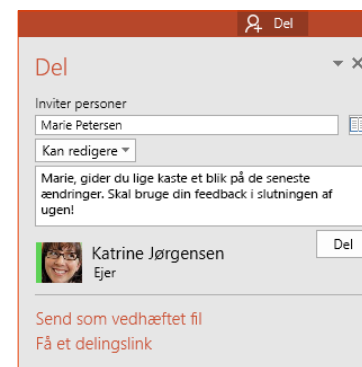 Del
Del
Inviter personer
Marie Petersen
Kan redigere
Marie, gider du lige kaste et blik på de seneste
ændringer. Skal bruge din feedback i slutningen af
ugen!
Del
Katrine Jørgensen
Ejer
Send som vedhæftet fil
Få et delingslink